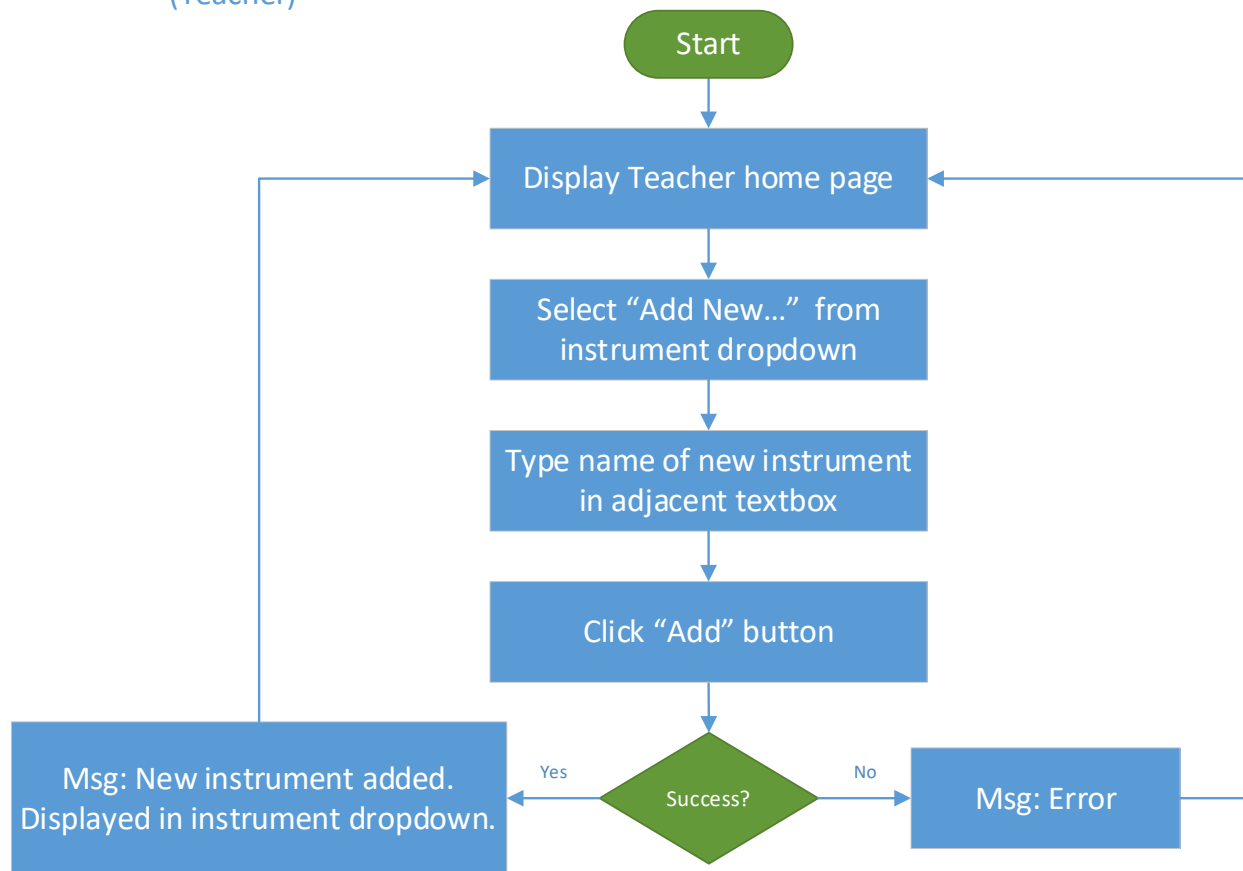 (Teacher)
Start
Display Teacher home page
Select “Add New…”  from
instrument dropdown
Type name of new instrument
in adjacent textbox
Click “Add” button
Success?
Yes
No
Msg: New instrument added.
Displayed in instrument dropdown.
Msg: Error